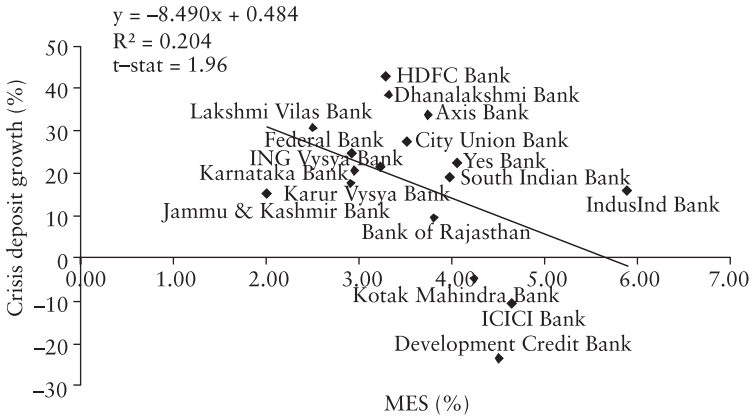 y = –8.490x + 0.484
R² = 0.204
t–stat = 1.96
Crisis deposit growth (%)
50
40
30
20
10
0
–10
–20
–30
HDFC Bank
Dhanalakshmi Bank
Lakshmi Vilas Bank
Axis Bank
Federal Bank
City Union Bank
ING Vysya Bank
Yes Bank
Karnataka Bank
South Indian Bank
Karur Vysya Bank
IndusInd Bank
Jammu & Kashmir Bank
Bank of Rajasthan
0.00 1.00 2.00 3.00 4.00 5.00 6.00 7.00
Kotak Mahindra Bank
ICICI Bank
Development Credit Bank
MES (%)